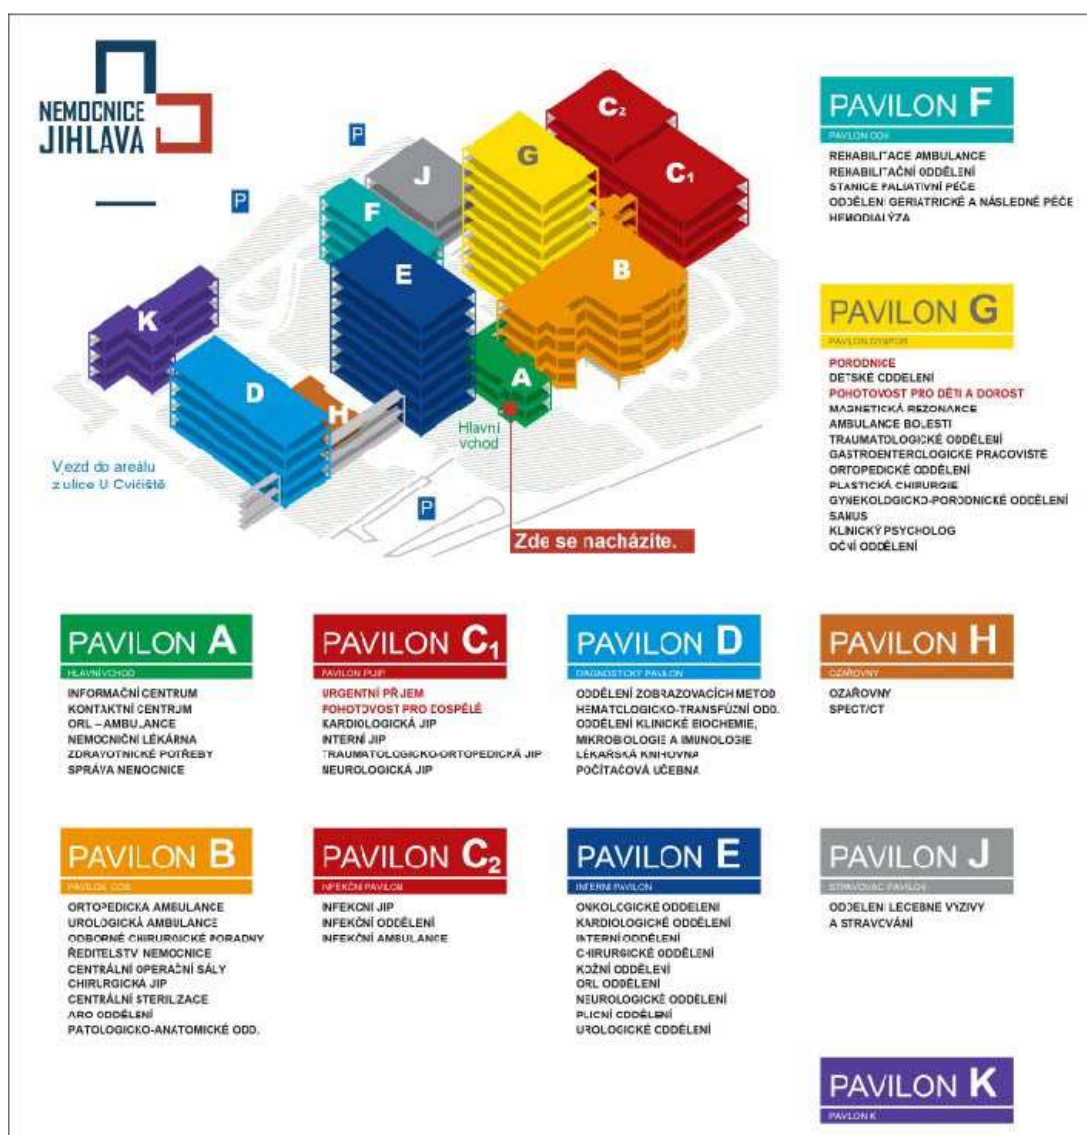 NEMOCNICE
JIHLAVA
P
P
P
C2
C1
G
J
F
E
B
K
A
D
H
Hlavní
vchod
Vjezd do areálu
z ulice U Cvičiště
Zde se nacházíte.
PAVILON F
REHABILITACE AMBULANCE
REHABILITAČNÍ ODDĚLENÍ
STANICE PALIATIVNÍ PÉČE
ODDĚLENÍ GERIATRICKÉ A NÁSLEDNÉ PÉČE
HEMODIALÝZA
PAVILON G
PORODNICE
DĚTSKÉ ODDĚLENÍ
POHOTOVOST PRO DĚTI A DOROST
MAGNETICKÁ REZONANCE
AMBULANCE BOLESTI
TRAUMATOLOGICKÉ ODDĚLENÍ
GASTROENTEROLOGICKÉ PRACOVIŠTĚ
ORTOPEDICKÉ ODDĚLENÍ
PLASTICKÁ CHIRURGIE
GYNEKOLOGICKO-PORODNICKÉ ODDĚLENÍ
SANUS
KLINICKÝ PSYCHOLOG
OČNÍ ODDĚLENÍ
PAVILON A
HLAVNÍ VCHOD
INFORMAČNÍ CENTRUM
KONTAKTNÍ CENTRUM
ORL – AMBULANCE
NEMOCNIČNÍ LÉKÁRNA
ZDRAVOTNICKÉ POTŘEBY
SPRÁVA NEMOCNICE
PAVILON C1
PAVILON PUIP
URGENTNÍ PŘÍJEM
POHOTOVOST PRO DOSPĚLÉ
KARDIOLOGICKÁ JIP
INTERNÍ JIP
TRAUMATOLOGICKO-ORTOPEDICKÁ JIP
NEUROLOGICKÁ JIP
PAVILON D
DIAGNOSTICKÝ PAVILON
ODDĚLENÍ ZOBRAZOVACÍCH METOD
HEMATOLOGICKO-TRANSFÚZNÍ ODD.
ODDĚLENÍ KLINICKÉ BIOCHEMIE,
MIKROBIOLOGIE A IMUNOLOGIE
LÉKAŘSKÁ KNIHOVNA
POČÍTAČOVÁ UČEBNA
PAVILON H
OZAŘOVNY
OZAŘOVNY
SPECT/CT
PAVILON B
ORTOPEDICKÁ AMBULANCE
UROLOGICKÁ AMBULANCE
ODBORNÉ CHIRURGICKÉ PORADNY
ŘEDITELSTVÍ NEMOCNICE
CENTRÁLNÍ OPERAČNÍ SÁLY
CHIRURGICKÁ JIP
CENTRÁLNÍ STERILIZACE
ARO ODDĚLENÍ
PATOLOGICKO-ANATOMICKÉ ODD.
PAVILON C2
INFEKČNÍ PAVILON
INFEKČNÍ JIP
INFEKČNÍ ODDĚLENÍ
INFEKČNÍ AMBULANCE
PAVILON E
INTERNÍ PAVILON
ONKOLOGICKÉ ODDĚLENÍ
KARDIOLOGICKÉ ODDĚLENÍ
INTERNÍ ODDĚLENÍ
CHIRURGICKÉ ODDĚLENÍ
KOŽNÍ ODDĚLENÍ
ORL ODDĚLENÍ
NEUROLOGICKÉ ODDĚLENÍ
PLICNÍ ODDĚLENÍ
UROLOGICKÉ ODDĚLENÍ
PAVILON J
STRAVOVACÍ PAVILON
ODDĚLENÍ LÉČEBNÉ VÝŽIVY
A STRAVOVÁNÍ
PAVILON K
PAVILON K